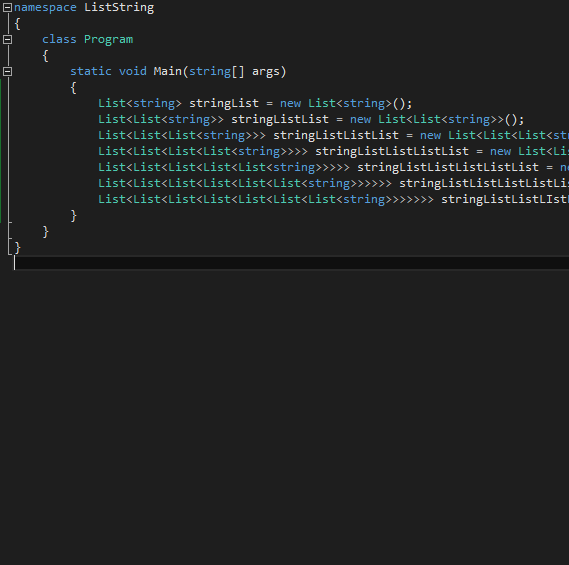 namespace ListString
{
class Program
{
static void Main(string[] args)
{
List<string> stringList = new List<string>();
List<List<string>> stringListList = new List<List<string>>();
List<List<List<string>>> stringListListList = new List<List<List<st
List<List<List<List<string>>>> stringListListListList = new List<Lis
List<List<List<List<List<string>>>>> stringListListListListList = ne
List<List<List<List<List<List<string>>>>>> stringListListListListLis
List<List<List<List<List<List<List<string>>>>>>> stringListListLIstL
}
}
}